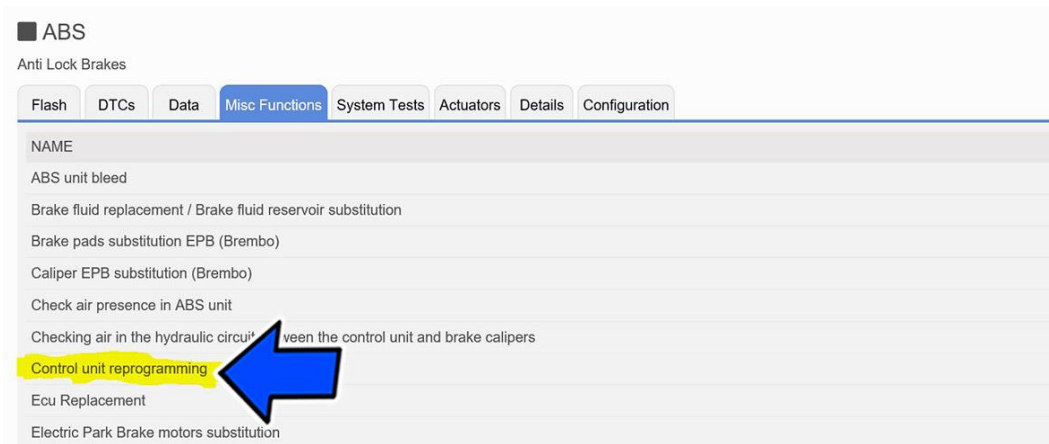 ABS
Anti Lock Brakes
Flash DTCs Data Misc Functions System Tests Actuators Details Configuration
NAME
ABS unit bleed
Brake fluid replacement / Brake fluid reservoir substitution
Brake pads substitution EPB (Brembo)
Caliper EPB substitution (Brembo)
Check air presence in ABS unit
Checking air in the hydraulic the control unit and brake calipers
Control unit reprogramming
Ecu Replacement
Electric Park Brake motors substitution